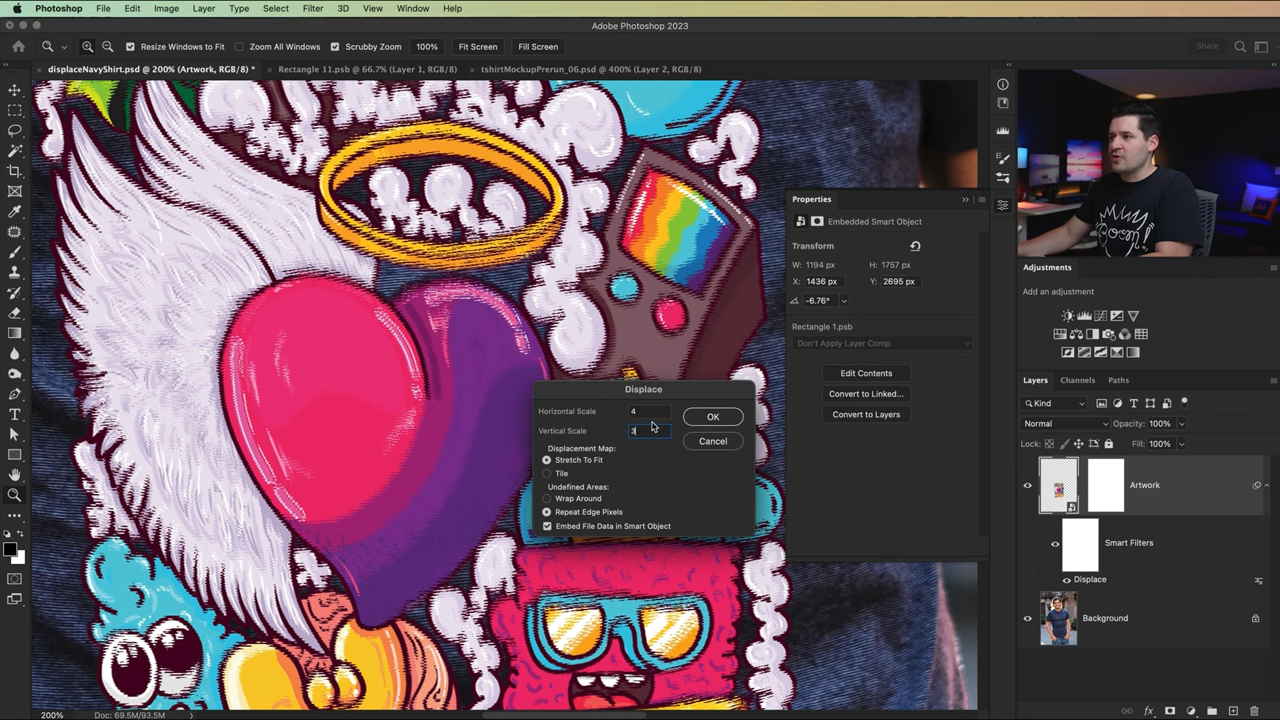 Photoshop File Edit Image Layer Type Select Filter 3D View Window Help
Adobe Photoshop 2023
Resize Windows to Fit Zoom All Windows Scrubby Zoom 100% Fit Screen Fill Screen Share
displaceNavyShirt.psd @ 200% (Artwork, RGB/8) * Rectangle 11.psb @ 66.7% (Layer 1, RGB/8) tshirtMockupPrerun_06.psd @ 400% (Layer 2, RGB/8)
Boom!
Properties
Embedded Smart Object
Transform
W: 1194 px H: 1757 px
X: 1436 px Y: 2695 px
-6.76°
Rectangle 1.psb
Don't Apply Layer Comp
Edit Contents
Convert to Linked...
Convert to Layers
Displace
Horizontal Scale 4
OK
Vertical Scale 3
Cancel
Displacement Map:
Stretch To Fit
Tile
Undefined Areas:
Wrap Around
Repeat Edge Pixels
Embed File Data in Smart Object
Adjustments
Add an adjustment
Layers Channels Paths
Kind
Normal Opacity: 100%
Lock: Fill: 100%
Artwork
Smart Filters
Displace
Background
200% Doc: 69.5M/93.5M